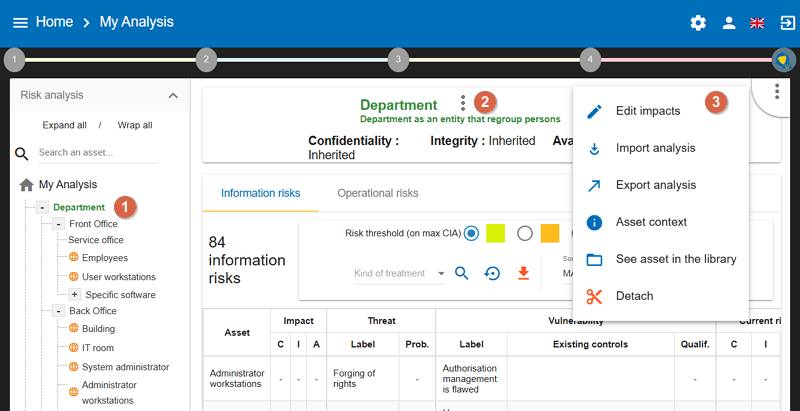 Home > My Analysis
1 2 3 4
Risk analysis
Expand all / Wrap all
Search an asset...
My Analysis
- Department 1
- Front Office
Service office
Employees
User workstations
+ Specific software
- Back Office
Building
IT room
System administrator
Administrator
workstations
Department 2
Department as an entity that regroup persons
Confidentiality : Integrity : Inherited
Inherited
Edit impacts 3
Import analysis
Export analysis
Asset context
See asset in the library
Detach
Information risks Operational risks
84
information
risks
Risk threshold (on max CIA)
Kind of treatment
Asset Impact Threat Vulnerability
C I A Label Prob. Label Existing controls Qualif. C I
Administrator
workstations
- - -
Forging of
rights
-
Authorisation
management
is flawed
- - -